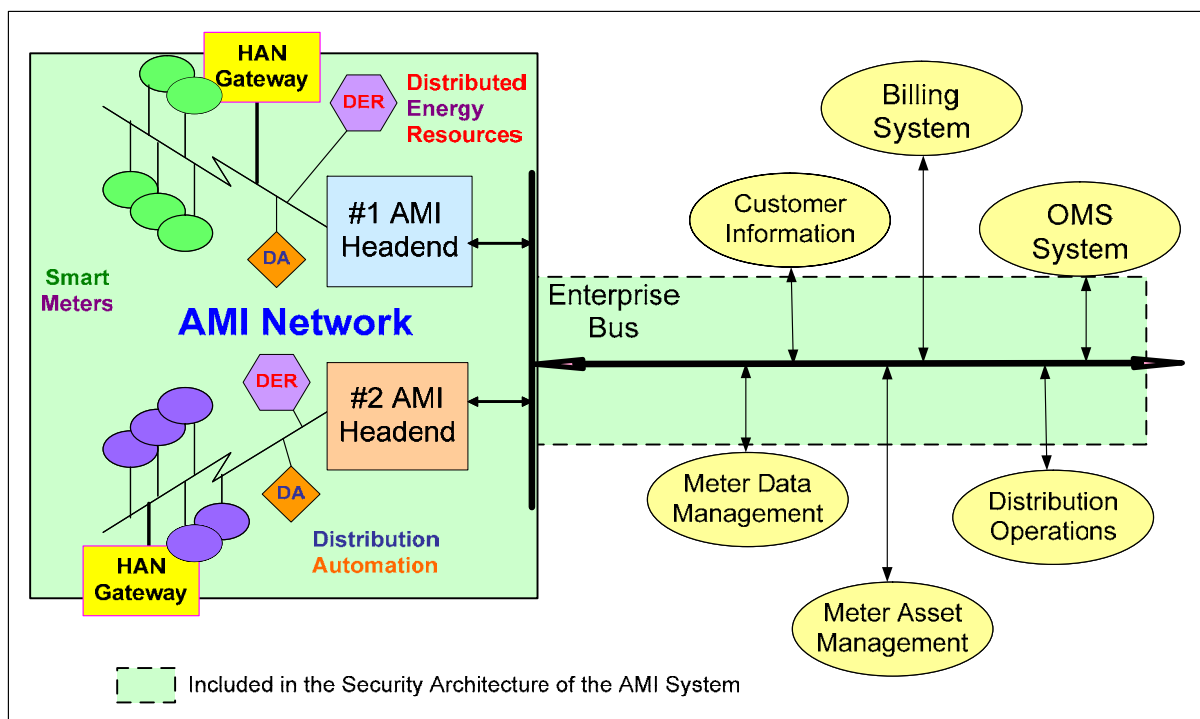 HAN
Gateway
DER
Distributed
Energy
Resources
#1 AMI
Headend
DA
Smart
Meters
AMI Network
DER
#2 AMI
Headend
DA
Distribution
Automation
HAN
Gateway
Billing
System
Customer
Information
OMS
System
Enterprise
Bus
Meter Data
Management
Distribution
Operations
Meter Asset
Management
Included in the Security Architecture of the AMI System